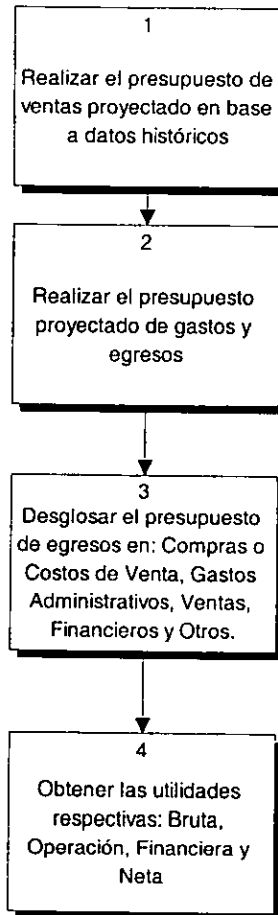 1
Realizar el presupuesto de
ventas proyectado en base
a datos históricos
2
Realizar el presupuesto
proyectado de gastos y
egresos
3
Desglosar el presupuesto
de egresos en: Compras o
Costos de Venta, Gastos
Administrativos, Ventas,
Financieros y Otros.
4
Obtener las utilidades
respectivas: Bruta,
Operación, Financiera y
Neta